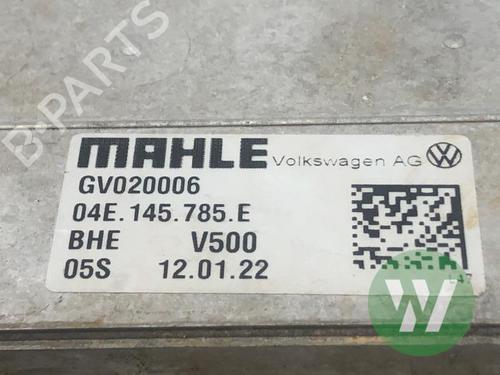 B-PARTS
MAHLE Volkswagen AG
GV020006
04E.145.785.E
BHE V500
05S 12.01.22
W